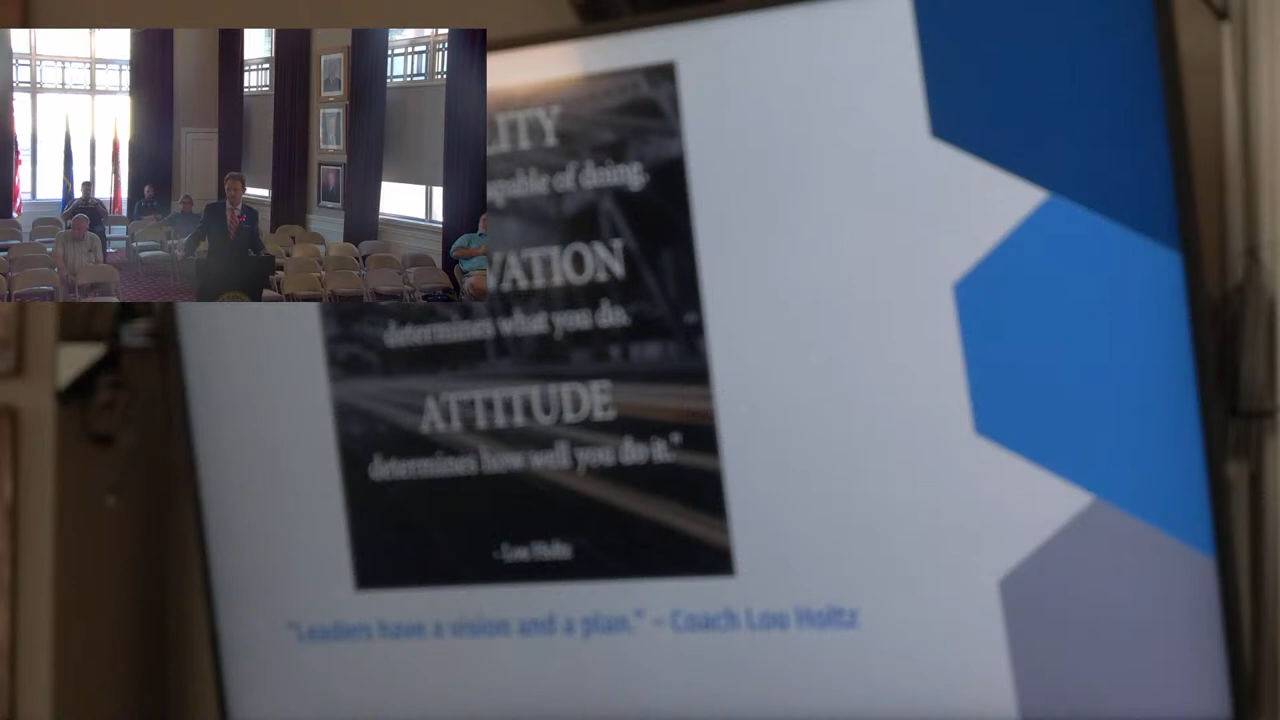 LITY
capable of doing.
VATION
determines what you do.
ATTITUDE
determines how well you do it."
- Lou Holtz
"Leaders have a vision and a plan." – Coach Lou Holtz